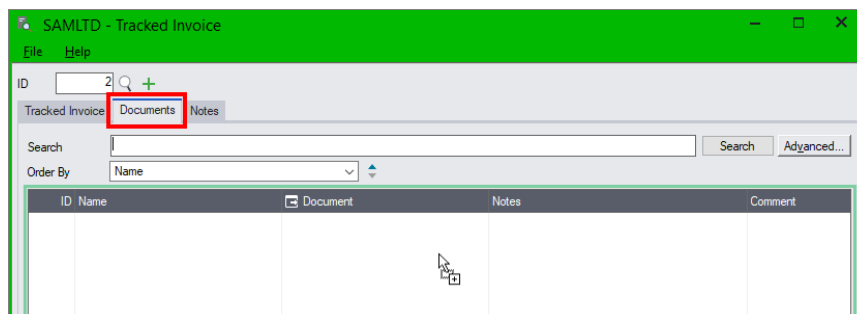 SAMLTD - Tracked Invoice
File Help
ID 2
Tracked Invoice Documents Notes
Search Search Advanced...
Order By Name
ID Name Document Notes Comment